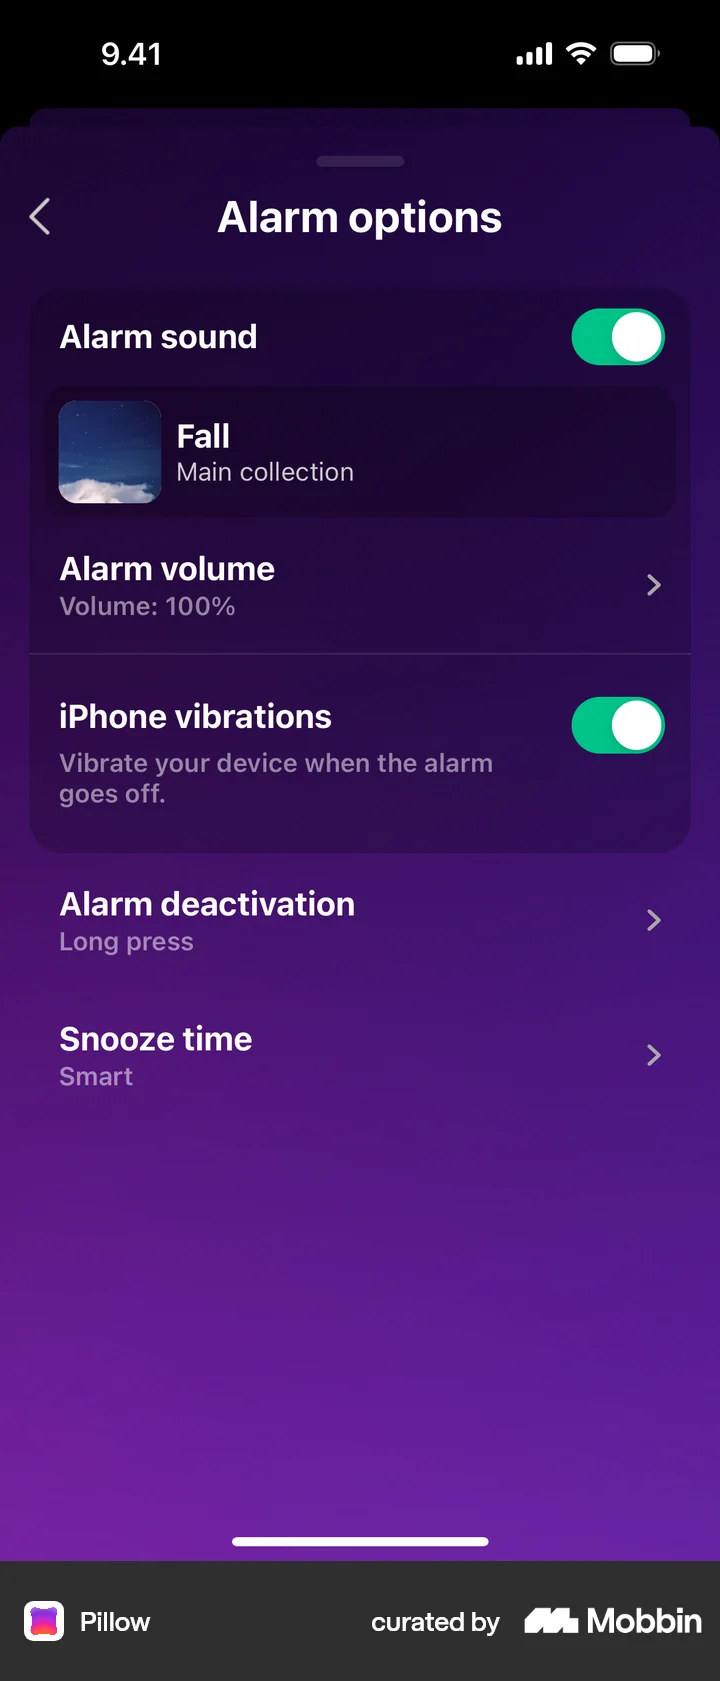 9.41
Alarm options
Alarm sound
Fall
Main collection
Alarm volume
Volume: 100%
iPhone vibrations
Vibrate your device when the alarm
goes off.
Alarm deactivation
Long press
Snooze time
Smart
Pillow
curated by Mobbin